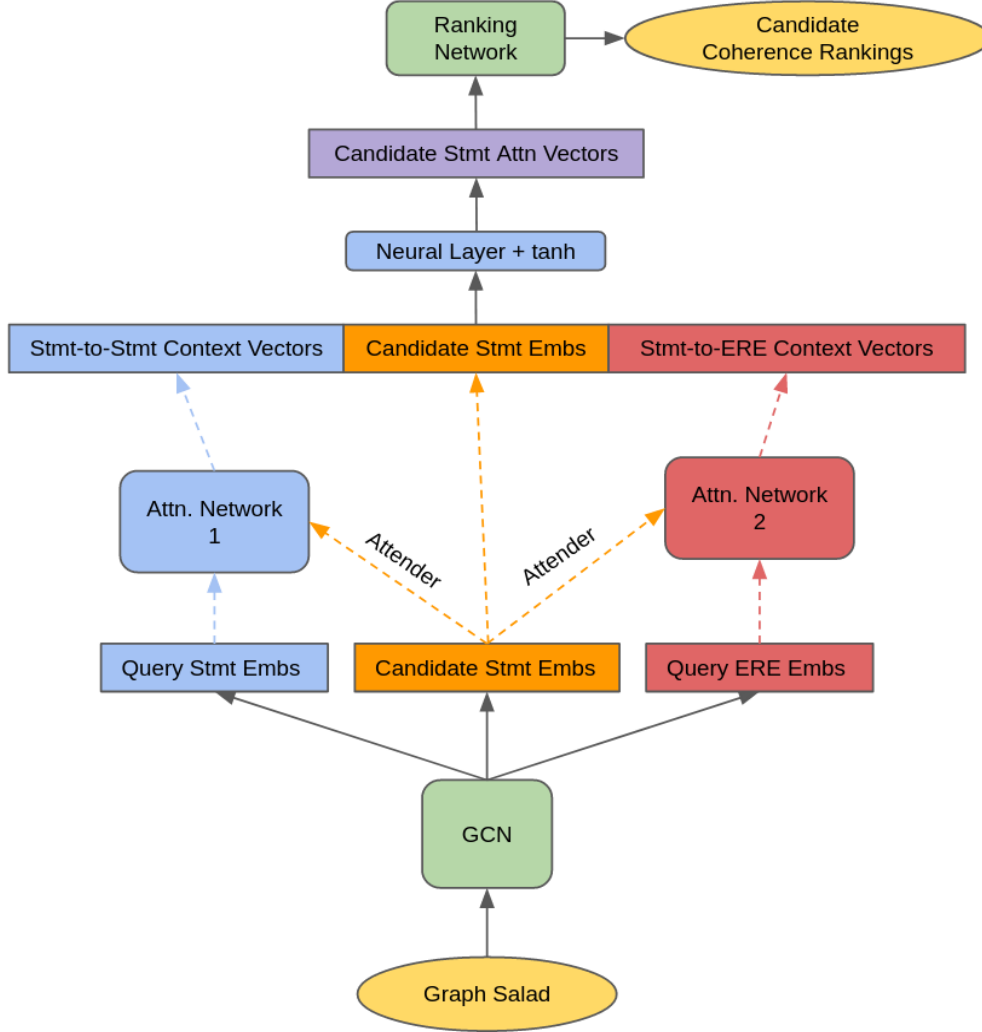 Ranking
Network
Candidate
Coherence Rankings
Candidate Stmt Attn Vectors
Neural Layer + tanh
Stmt-to-Stmt Context Vectors
Candidate Stmt Embs
Stmt-to-ERE Context Vectors
Attn. Network
1
Attender
Attender
Attn. Network
2
Query Stmt Embs
Candidate Stmt Embs
Query ERE Embs
GCN
Graph Salad